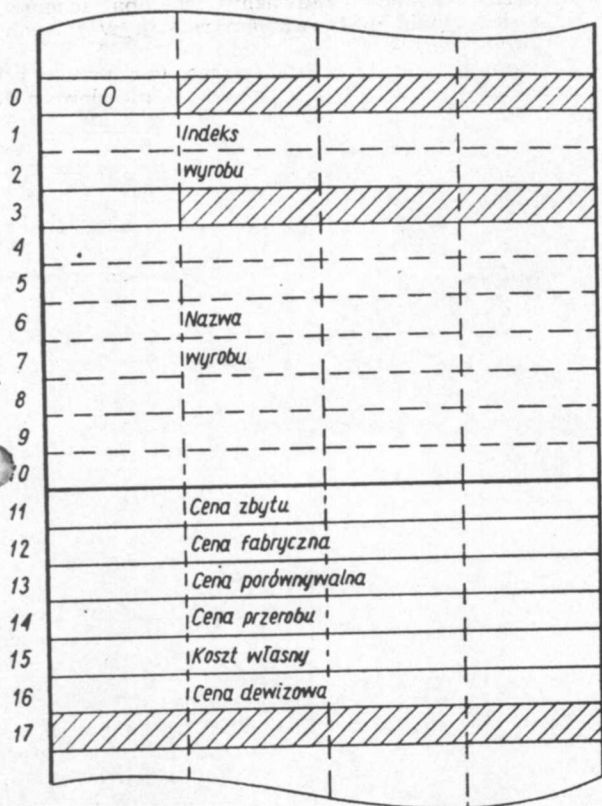 0 0
1 Indeks
2 wyrobu
3
4
5
6 Nazwa
7 wyrobu
8
9
10
11 Cena zbytu
12 Cena fabryczna
13 Cena porównywalna
14 Cena przerobu
15 Koszt własny
16 Cena dewizowa
17